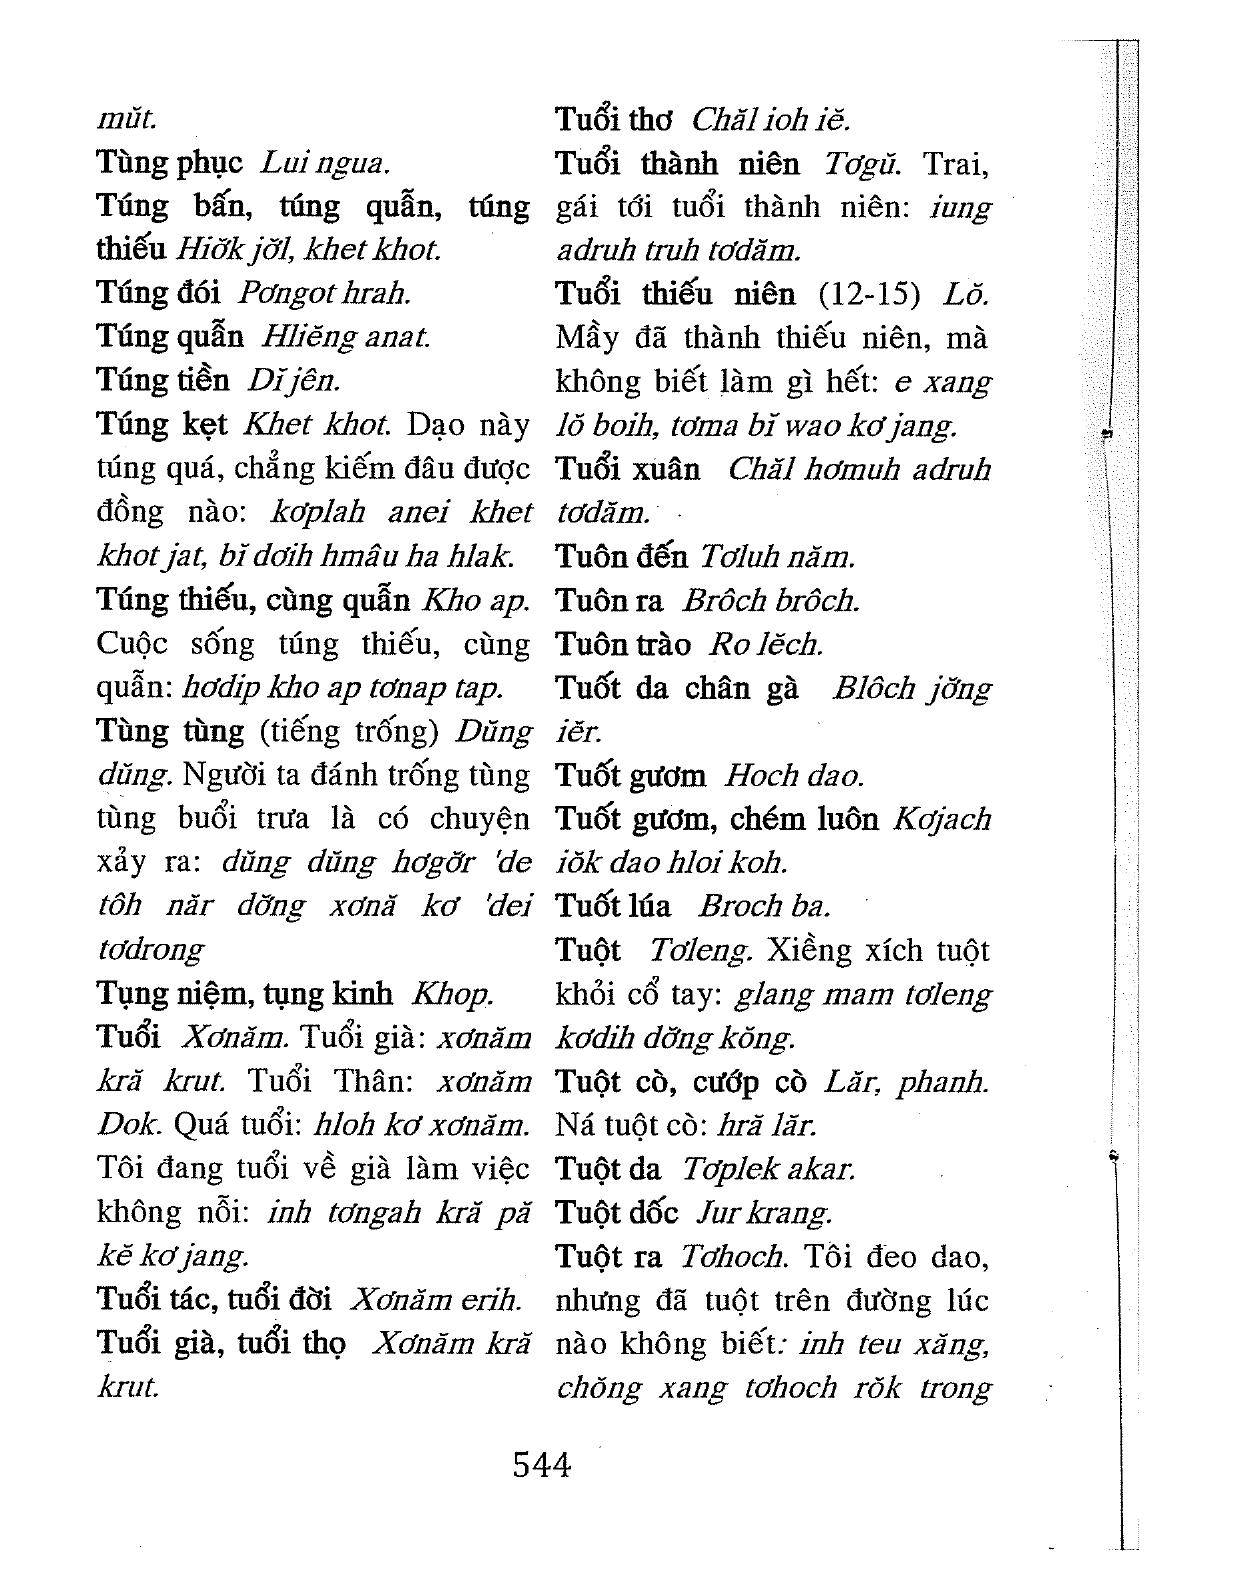 mŭt.
Tùng phục Lui ngua.
Túng bấn, túng quẫn, túng
thiếu Hiơ̆k jơ̆l, khet khot.
Túng đói Pơngot hrah.
Túng quẫn Hliĕng anat.
Túng tiền Dĭ jên.
Túng kẹt Khet khot. Dạo này
túng quá, chẳng kiếm đâu được
đồng nào: kơplah anei khet
khot jat, bĭ dơih hmâu ha hlak.
Túng thiếu, cùng quẫn Kho ap.
Cuộc sống túng thiếu, cùng
quẫn: hơdip kho ap tơnap tap.
Tùng tùng (tiếng trống) Dŭng
dŭng. Người ta đánh trống tùng
tùng buổi trưa là có chuyện
xảy ra: dŭng dŭng hơgơ̆r 'de
tôh năr dơ̆ng xơnă kơ 'dei
tơdrong
Tụng niệm, tụng kinh Khop.
Tuổi Xơnăm. Tuổi già: xơnăm
kră krut. Tuổi Thân: xơnăm
Dok. Quá tuổi: hloh kơ xơnăm.
Tôi đang tuổi về già làm việc
không nỗi: inh tơngah kră pă
kĕ kơ jang.
Tuổi tác, tuổi đời Xơnăm erih.
Tuổi già, tuổi thọ Xơnăm kră
krut.
Tuổi thơ Chăl ioh iĕ.
Tuổi thành niên Tơgŭ. Trai,
gái tới tuổi thành niên: iung
adruh truh tơdăm.
Tuổi thiếu niên (12-15) Lŏ.
Mầy đã thành thiếu niên, mà
không biết làm gì hết: e xang
lŏ boih, tơma bĭ wao kơ jang.
Tuổi xuân Chăl hơmuh adruh
tơdăm.
Tuôn đến Tơluh năm.
Tuôn ra Brôch brôch.
Tuôn trào Ro lĕch.
Tuốt da chân gà Blôch jơ̆ng
iĕr.
Tuốt gươm Hoch dao.
Tuốt gươm, chém luôn Kơjach
iŏk dao hloi koh.
Tuốt lúa Broch ba.
Tuột Tơleng. Xiềng xích tuột
khỏi cổ tay: glang mam tơleng
kơdih dơ̆ng kŏng.
Tuột cò, cướp cò Lăr, phanh.
Ná tuột cò: hră lăr.
Tuột da Tơplek akar.
Tuột dốc Jur krang.
Tuột ra Tơhoch. Tôi đeo dao,
nhưng đã tuột trên đường lúc
nào không biết: inh teu xăng,
chŏng xang tơhoch rŏk trong
544